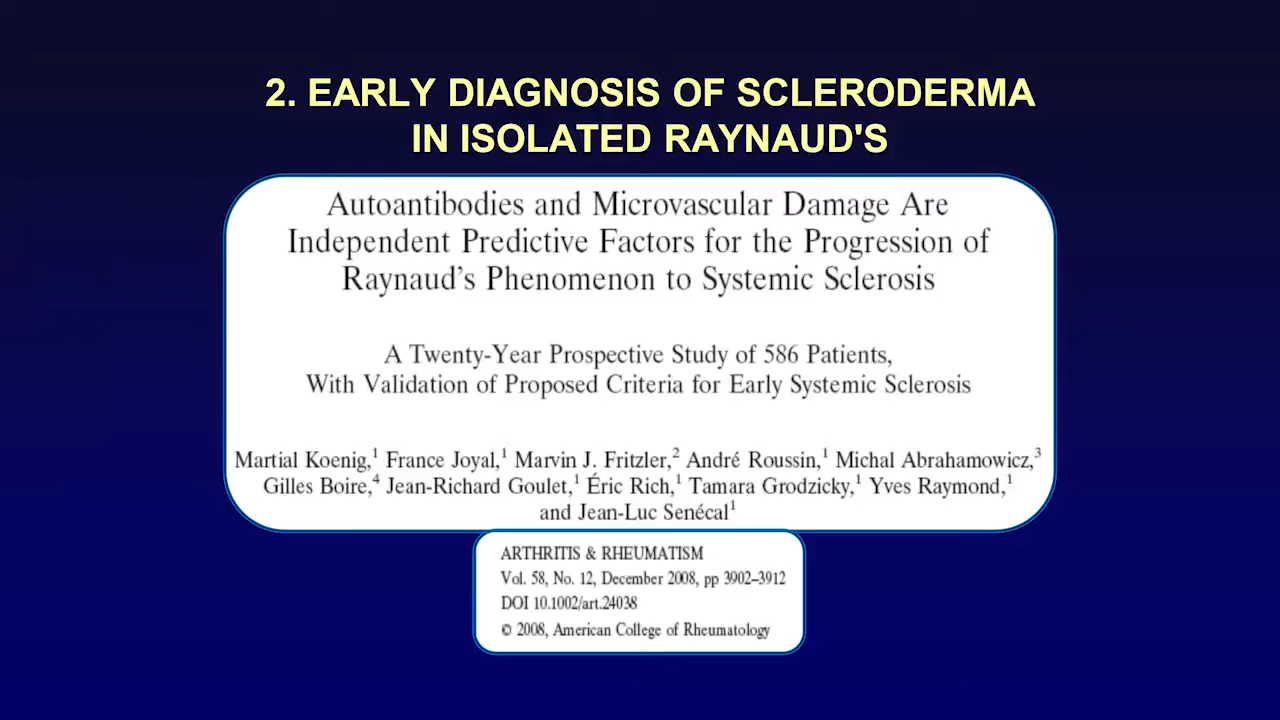 2. EARLY DIAGNOSIS OF SCLERODERMA
IN ISOLATED RAYNAUD'S
Autoantibodies and Microvascular Damage Are
Independent Predictive Factors for the Progression of
Raynaud’s Phenomenon to Systemic Sclerosis
A Twenty-Year Prospective Study of 586 Patients,
With Validation of Proposed Criteria for Early Systemic Sclerosis
Martial Koenig,¹ France Joyal,¹ Marvin J. Fritzler,² André Roussin,¹ Michal Abrahamowicz,³
Gilles Boire,⁴ Jean-Richard Goulet,¹ Éric Rich,¹ Tamara Grodzicky,¹ Yves Raymond,¹
and Jean-Luc Senécal¹
ARTHRITIS & RHEUMATISM
Vol. 58, No. 12, December 2008, pp 3902–3912
DOI 10.1002/art.24038
© 2008, American College of Rheumatology